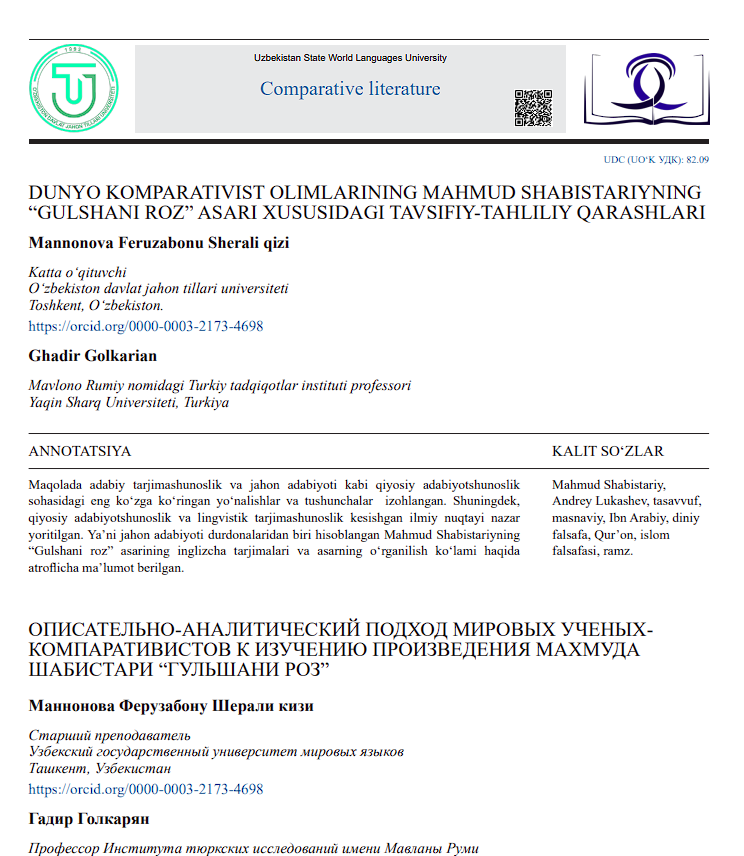 1982
O‘ZBEKISTON DAVLAT JAHON TILLARI UNIVERSITETI
Uzbekistan State World Languages University
Comparative literature
UDC (UO‘K УДК): 82.09
DUNYO KOMPARATIVIST OLIMLARINING MAHMUD SHABISTARIYNING
“GULSHANI ROZ” ASARI XUSUSIDAGI TAVSIFIY-TAHLILIY QARASHLARI
Mannonova Feruzabonu Sherali qizi
Katta o‘qituvchi
O‘zbekiston davlat jahon tillari universiteti
Toshkent, O‘zbekiston.
https://orcid.org/0000-0003-2173-4698
Ghadir Golkarian
Mavlono Rumiy nomidagi Turkiy tadqiqotlar instituti professori
Yaqin Sharq Universiteti, Turkiya
ANNOTATSIYA
Maqolada adabiy tarjimashunoslik va jahon adabiyoti kabi qiyosiy adabiyotshunoslik
sohasidagi eng ko‘zga ko‘ringan yo‘nalishlar va tushunchalar izohlangan. Shuningdek,
qiyosiy adabiyotshunoslik va lingvistik tarjimashunoslik kesishgan ilmiy nuqtayi nazar
yoritilgan. Ya’ni jahon adabiyoti durdonalaridan biri hisoblangan Mahmud Shabistariyning
“Gulshani roz” asarining inglizcha tarjimalari va asarning o‘rganilish ko‘lami haqida
atroflicha ma’lumot berilgan.
KALIT SO‘ZLAR
Mahmud Shabistariy,
Andrey Lukashev, tasavvuf,
masnaviy, Ibn Arabiy, diniy
falsafa, Qur’on, islom
falsafasi, ramz.
ОПИСАТЕЛЬНО-АНАЛИТИЧЕСКИЙ ПОДХОД МИРОВЫХ УЧЕНЫХ-
КОМПАРАТИВИСТОВ К ИЗУЧЕНИЮ ПРОИЗВЕДЕНИЯ МАХМУДА
ШАБИСТАРИ “ГУЛЬШАНИ РОЗ”
Маннонова Ферузабону Шерали кизи
Старший преподаватель
Узбекский государственный университет мировых языков
Ташкент, Узбекистан
https://orcid.org/0000-0003-2173-4698
Гадир Голкарян
Профессор Института тюркских исследований имени Мавланы Руми